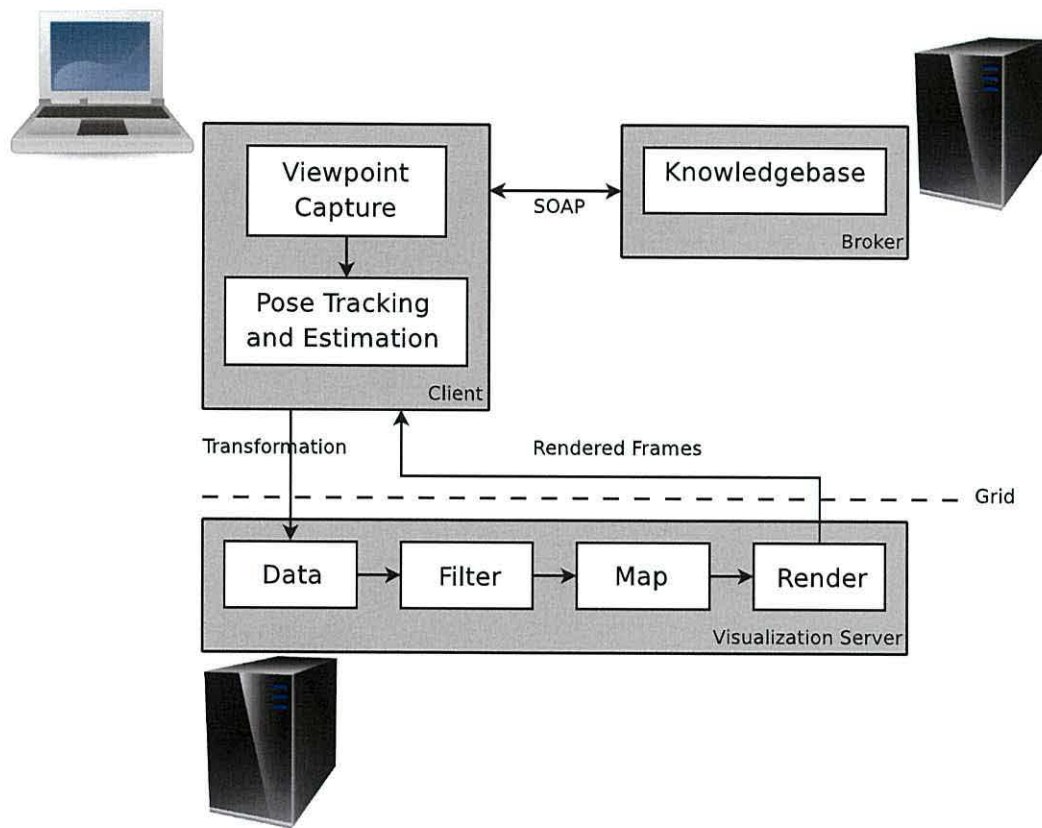 Viewpoint
Capture
Pose Tracking
and Estimation
Client
SOAP
Knowledgebase
Broker
Transformation
Rendered Frames
Grid
Data
Filter
Map
Render
Visualization Server